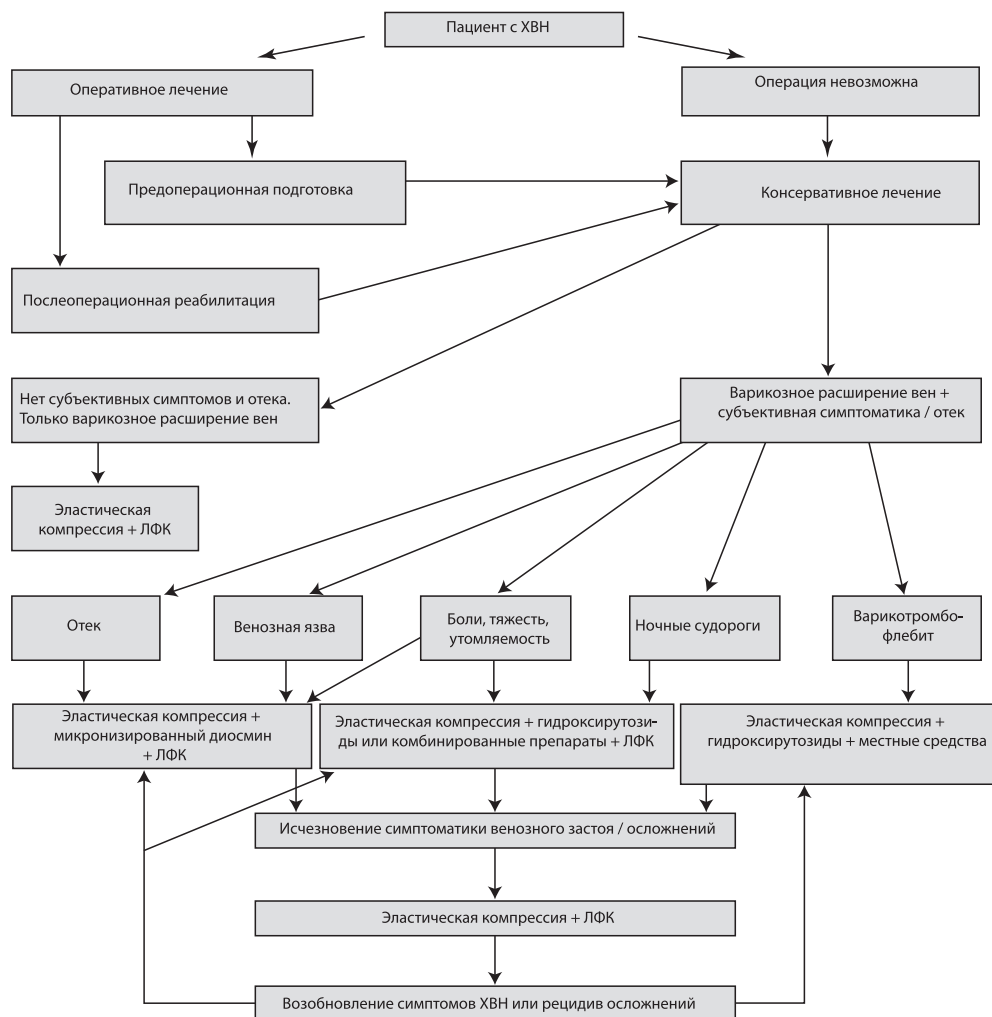 Пациент с ХВН
Оперативное лечение
Операция невозможна
Предоперационная подготовка
Консервативное лечение
Послеоперационная реабилитация
Нет субъективных симптомов и отека.
Только варикозное расширение вен
Варикозное расширение вен +
субъективная симптоматика / отек
Эластическая
компрессия + ЛФК
Отек
Венозная язва
Боли, тяжесть,
утомляемость
Ночные судороги
Варикотромбо-
флебит
Эластическая компрессия +
микронизированный диосмин
+ ЛФК
Эластическая компрессия + гидроксирутози-
ды или комбинированные препараты + ЛФК
Эластическая компрессия +
гидроксирутозиды + местные средства
Исчезновение симптоматики венозного застоя / осложнений
Эластическая компрессия + ЛФК
Возобновление симптомов ХВН или рецидив осложнений